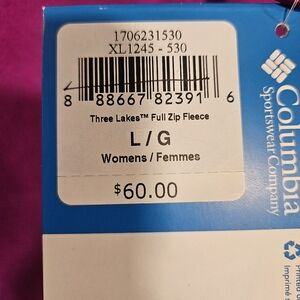 1706231530
XL1245 - 530
8 88667 82391 6
Three Lakes™ Full Zip Fleece
L / G
Womens / Femmes
$60.00
Columbia
Sportswear Company
Imprimé